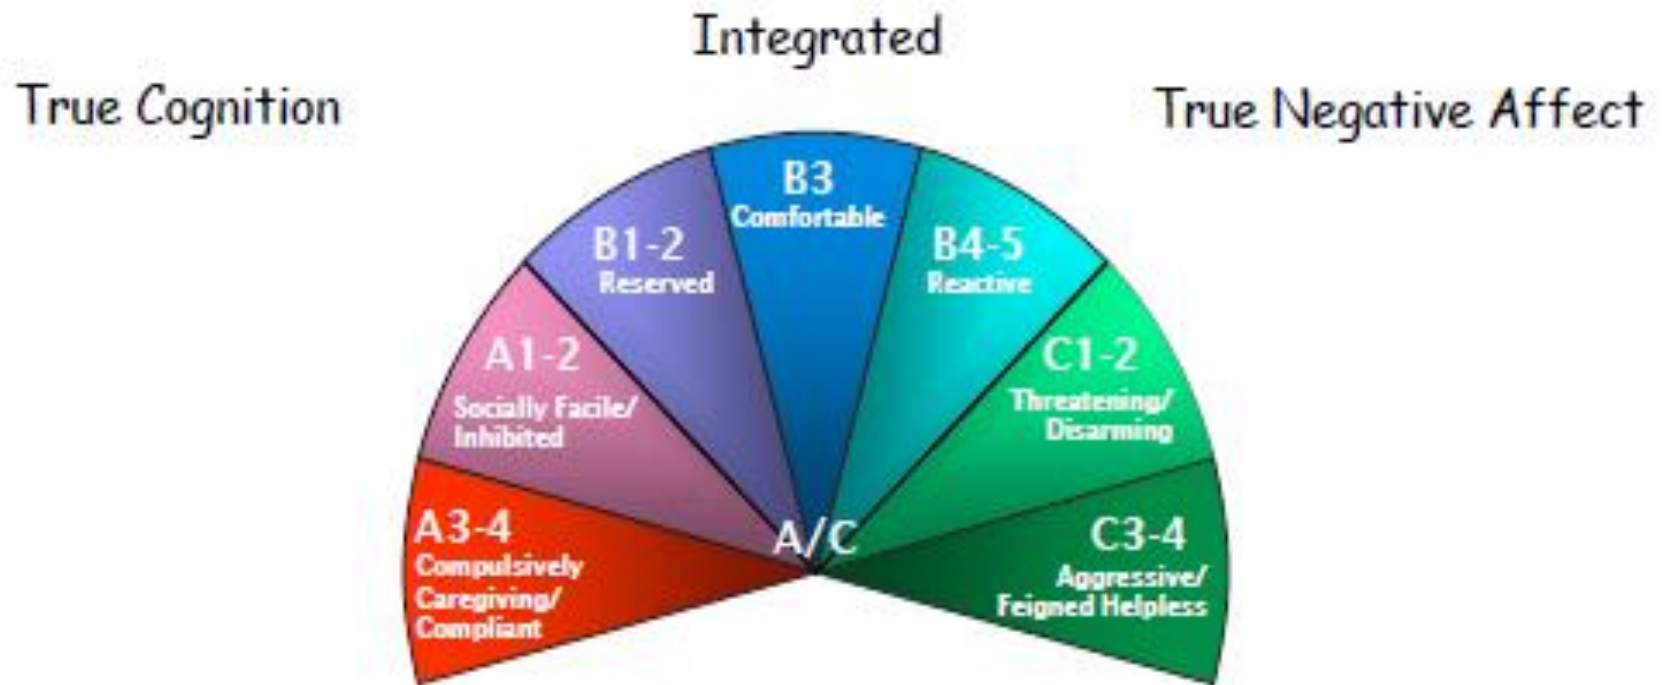 Integrated
True Cognition
True Negative Affect
B3
Comfortable
B1-2
Reserved
B4-5
Reactive
A1-2
Socially Facile/
Inhibited
C1-2
Threatening/
Disarming
A3-4
Compulsively
Caregiving/
Compliant
A/C
C3-4
Aggressive/
Feigned Helpless